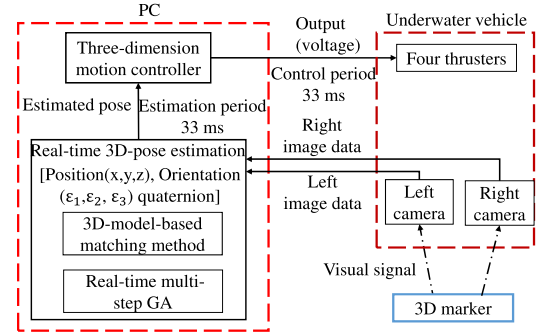 PC
Three-dimension
motion controller
Estimated pose
Estimation period
33 ms
Real-time 3D-pose estimation
[Position(x,y,z), Orientation
(ε₁,ε₂, ε₃) quaternion]
3D-model-based
matching method
Real-time multi-
step GA
Output
(voltage)
Control period
33 ms
Right
image data
Left
image data
Underwater vehicle
Four thrusters
Left
camera
Right
camera
Visual signal
3D marker